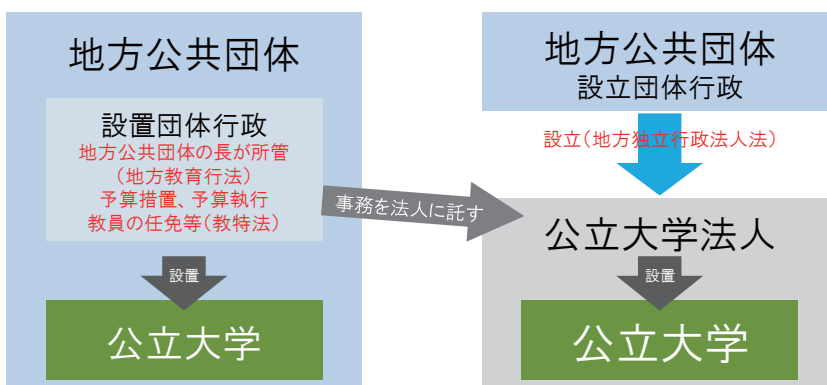 地方公共団体
設置団体行政
地方公共団体の長が所管
(地方教育行法)
予算措置、予算執行
教員の任免等(教特法)
設置
公立大学
事務を法人に託す
地方公共団体
設立団体行政
設立(地方独立行政法人法)
公立大学法人
設置
公立大学